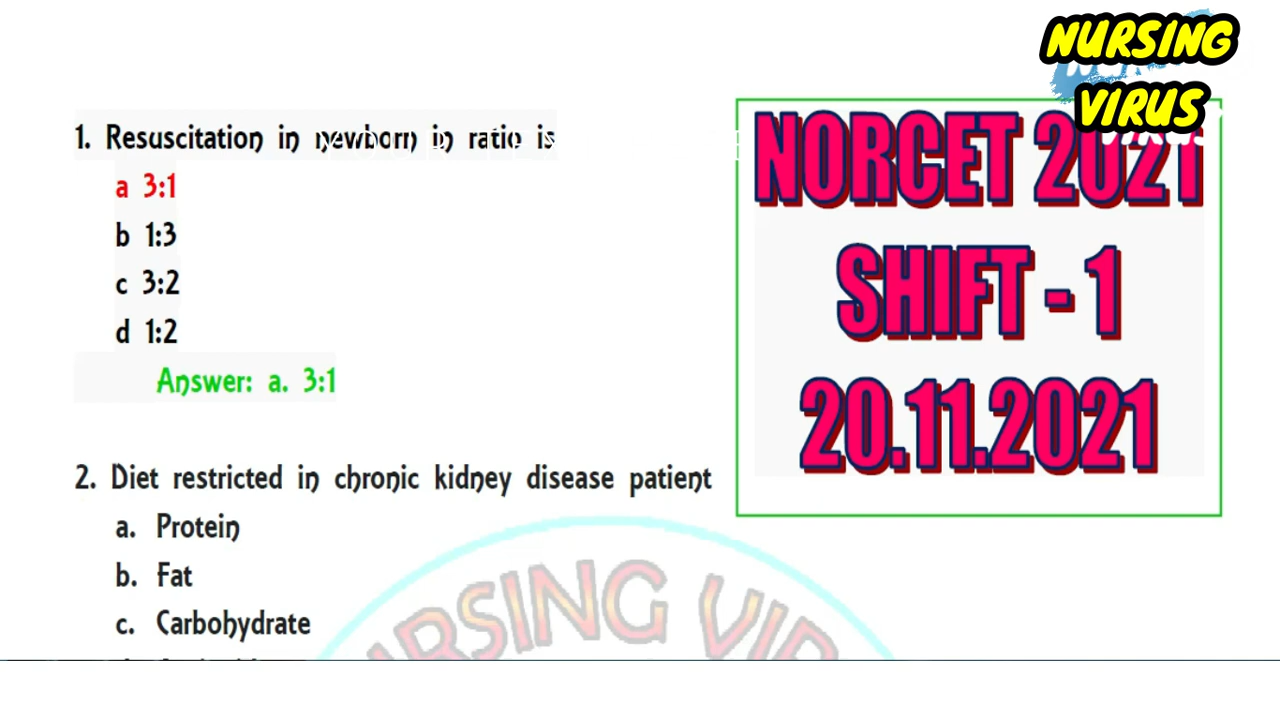 NURSING
VIRUS
1. Resuscitation in newborn in ratio is
a 3:1
b 1:3
c 3:2
d 1:2
Answer: a. 3:1
2. Diet restricted in chronic kidney disease patient
a. Protein
b. Fat
c. Carbohydrate
NORCET 2021
SHIFT - 1
20.11.2021
NURSING VIR